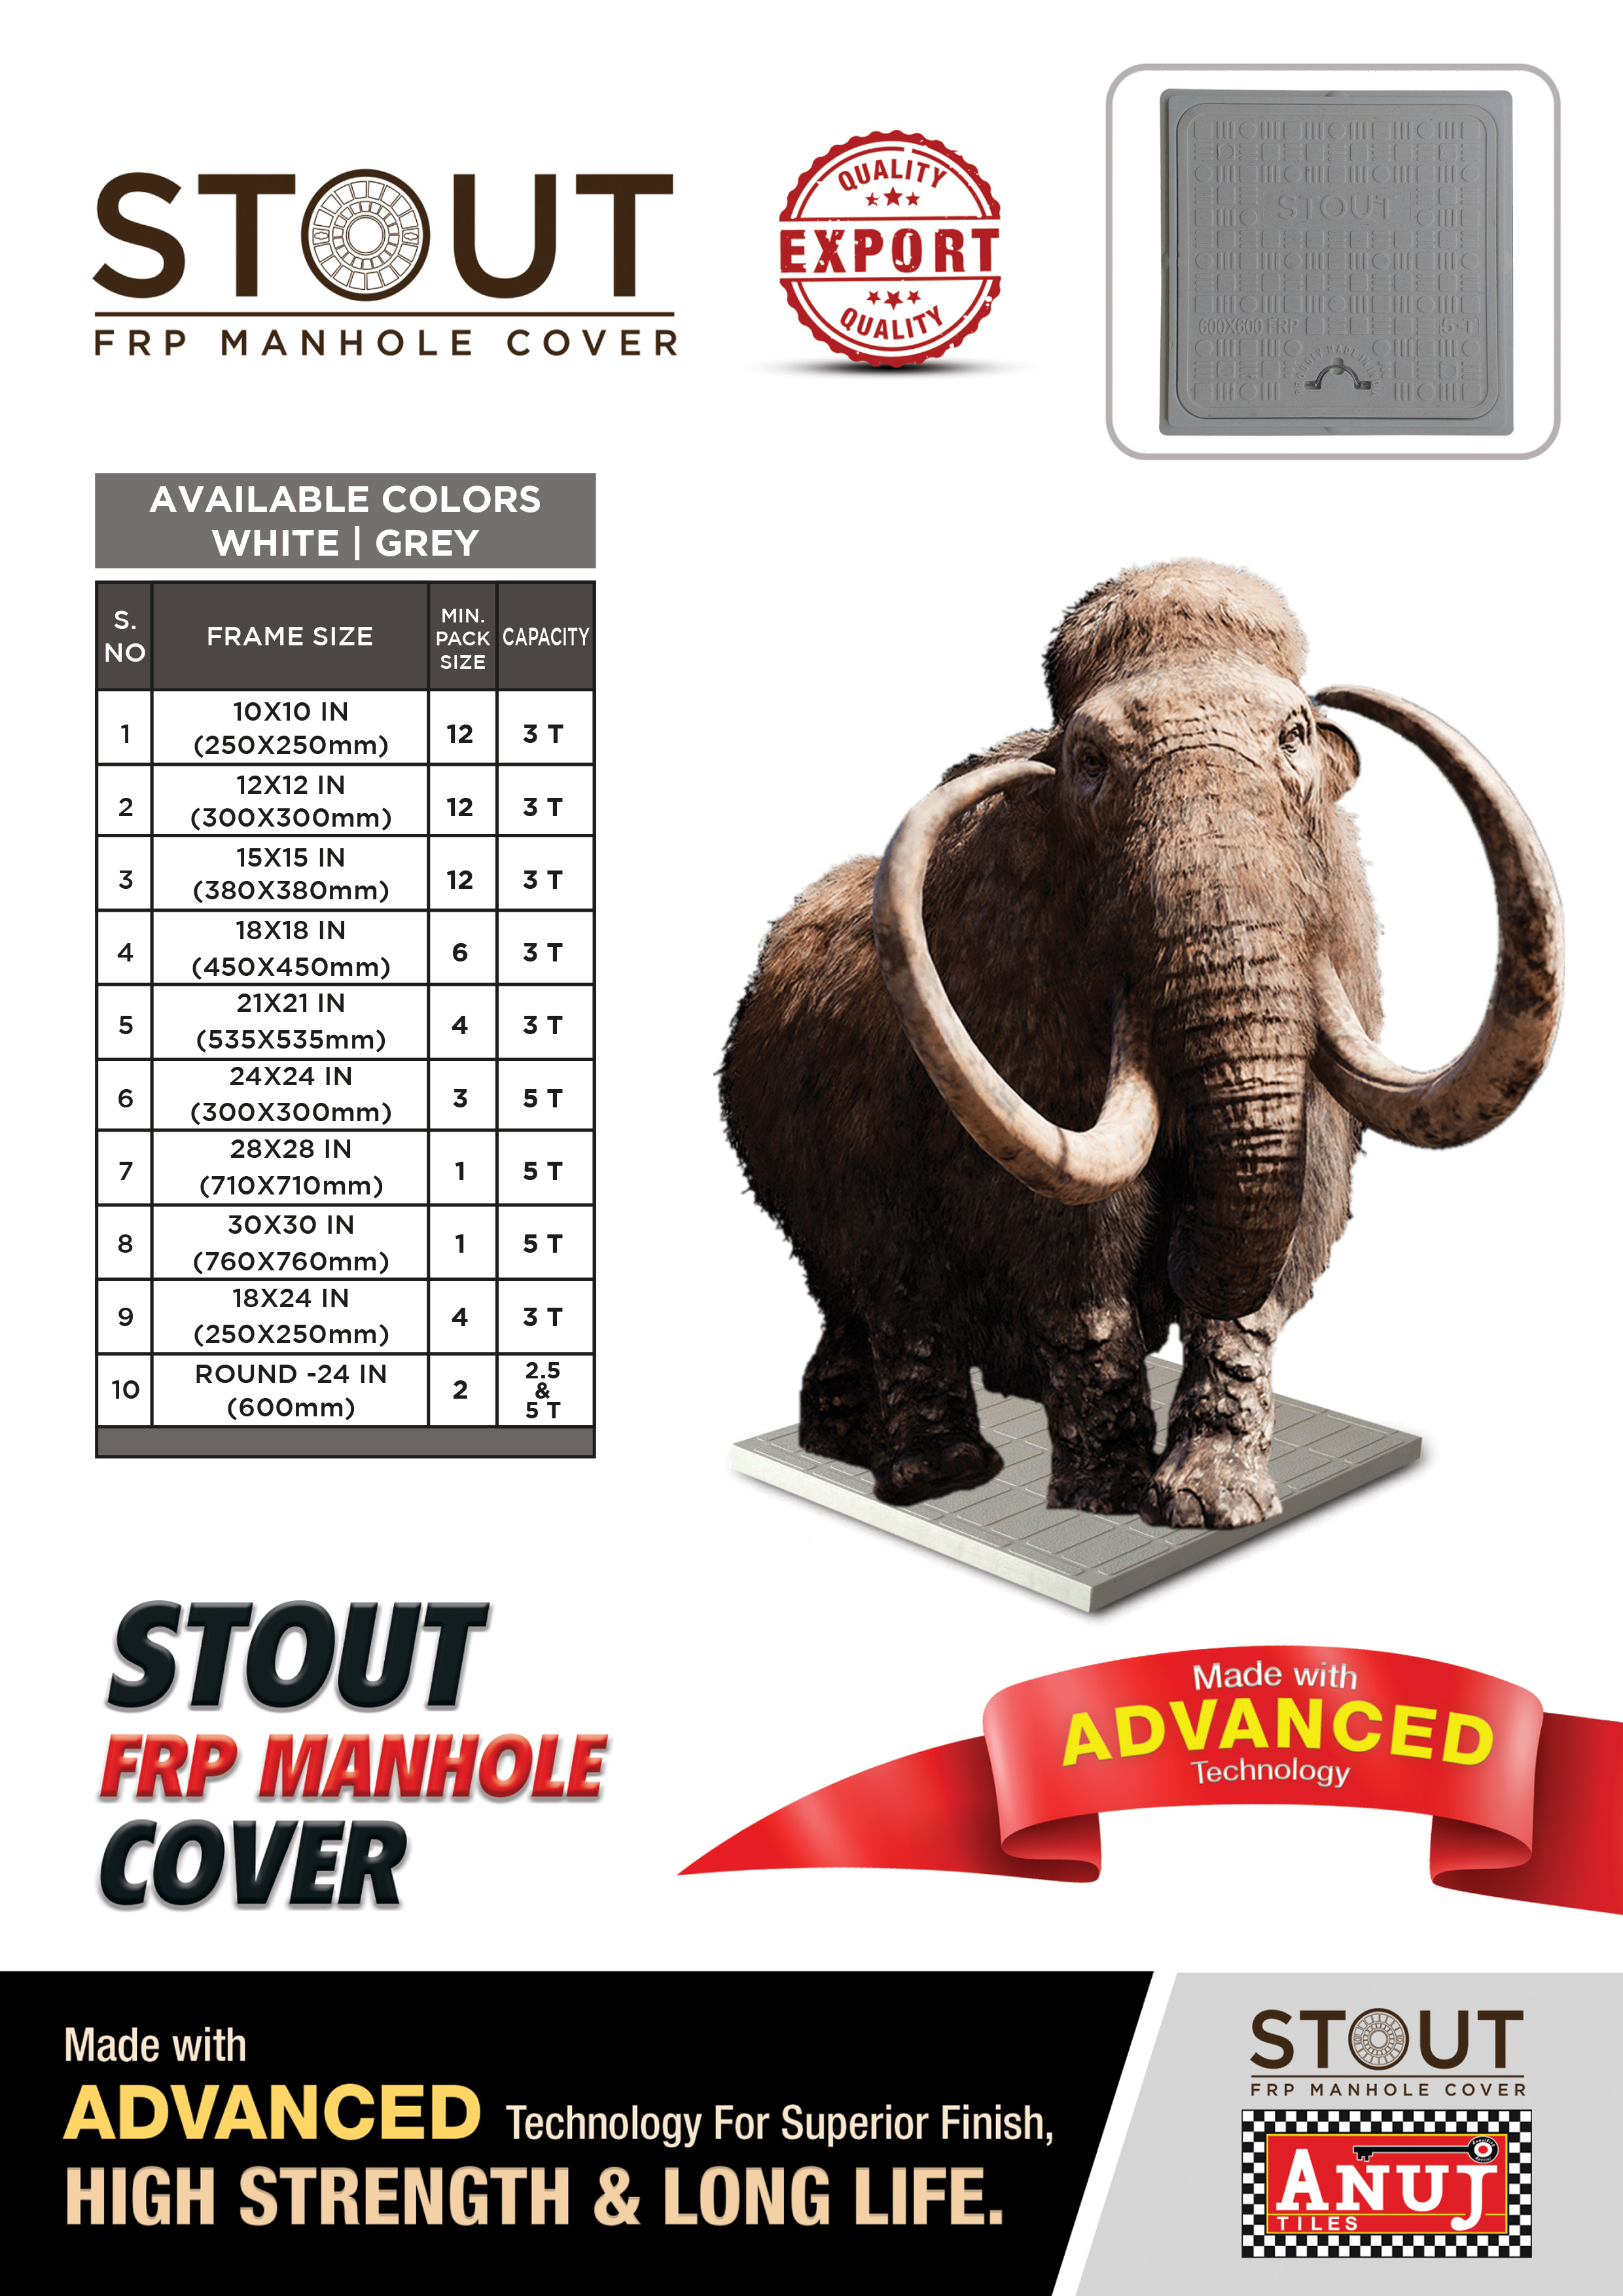 STOUT
FRP MANHOLE COVER
QUALITY
EXPORT
QUALITY
STOUT
600X600 FRP
5-T
AVAILABLE COLORS
WHITE | GREY
S. NO
FRAME SIZE
MIN. PACK SIZE
CAPACITY
1
10X10 IN
(250X250mm)
12
3 T
2
12X12 IN
(300X300mm)
12
3 T
3
15X15 IN
(380X380mm)
12
3 T
4
18X18 IN
(450X450mm)
6
3 T
5
21X21 IN
(535X535mm)
4
3 T
6
24X24 IN
(300X300mm)
3
5 T
7
28X28 IN
(710X710mm)
1
5 T
8
30X30 IN
(760X760mm)
1
5 T
9
18X24 IN
(250X250mm)
4
3 T
10
ROUND -24 IN
(600mm)
2
2.5
&
5 T
STOUT
FRP MANHOLE
COVER
Made with
ADVANCED
Technology
Made with
ADVANCED Technology For Superior Finish,
HIGH STRENGTH & LONG LIFE.
STOUT
FRP MANHOLE COVER
ANUJ
TILES